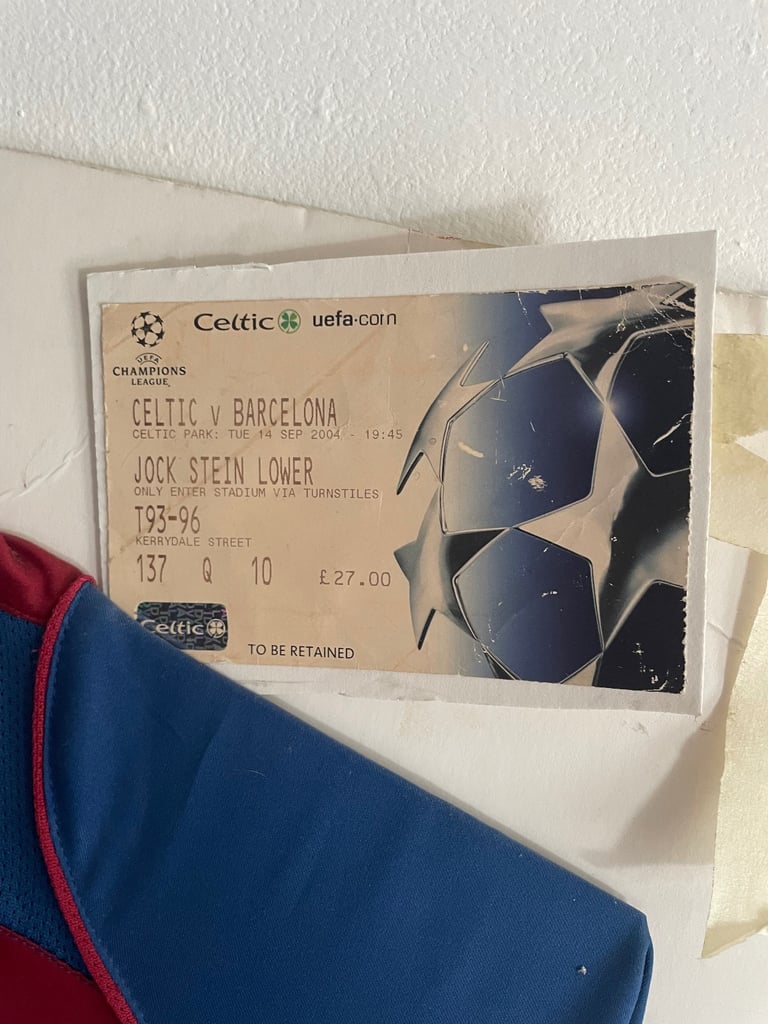 Celtic uefa.com
UEFA
CHAMPIONS
LEAGUE
CELTIC v BARCELONA
CELTIC PARK: TUE 14 SEP 2004 - 19:45
JOCK STEIN LOWER
ONLY ENTER STADIUM VIA TURNSTILES
T93-96
KERRYDALE STREET
137 Q 10 £27.00
Celtic
TO BE RETAINED